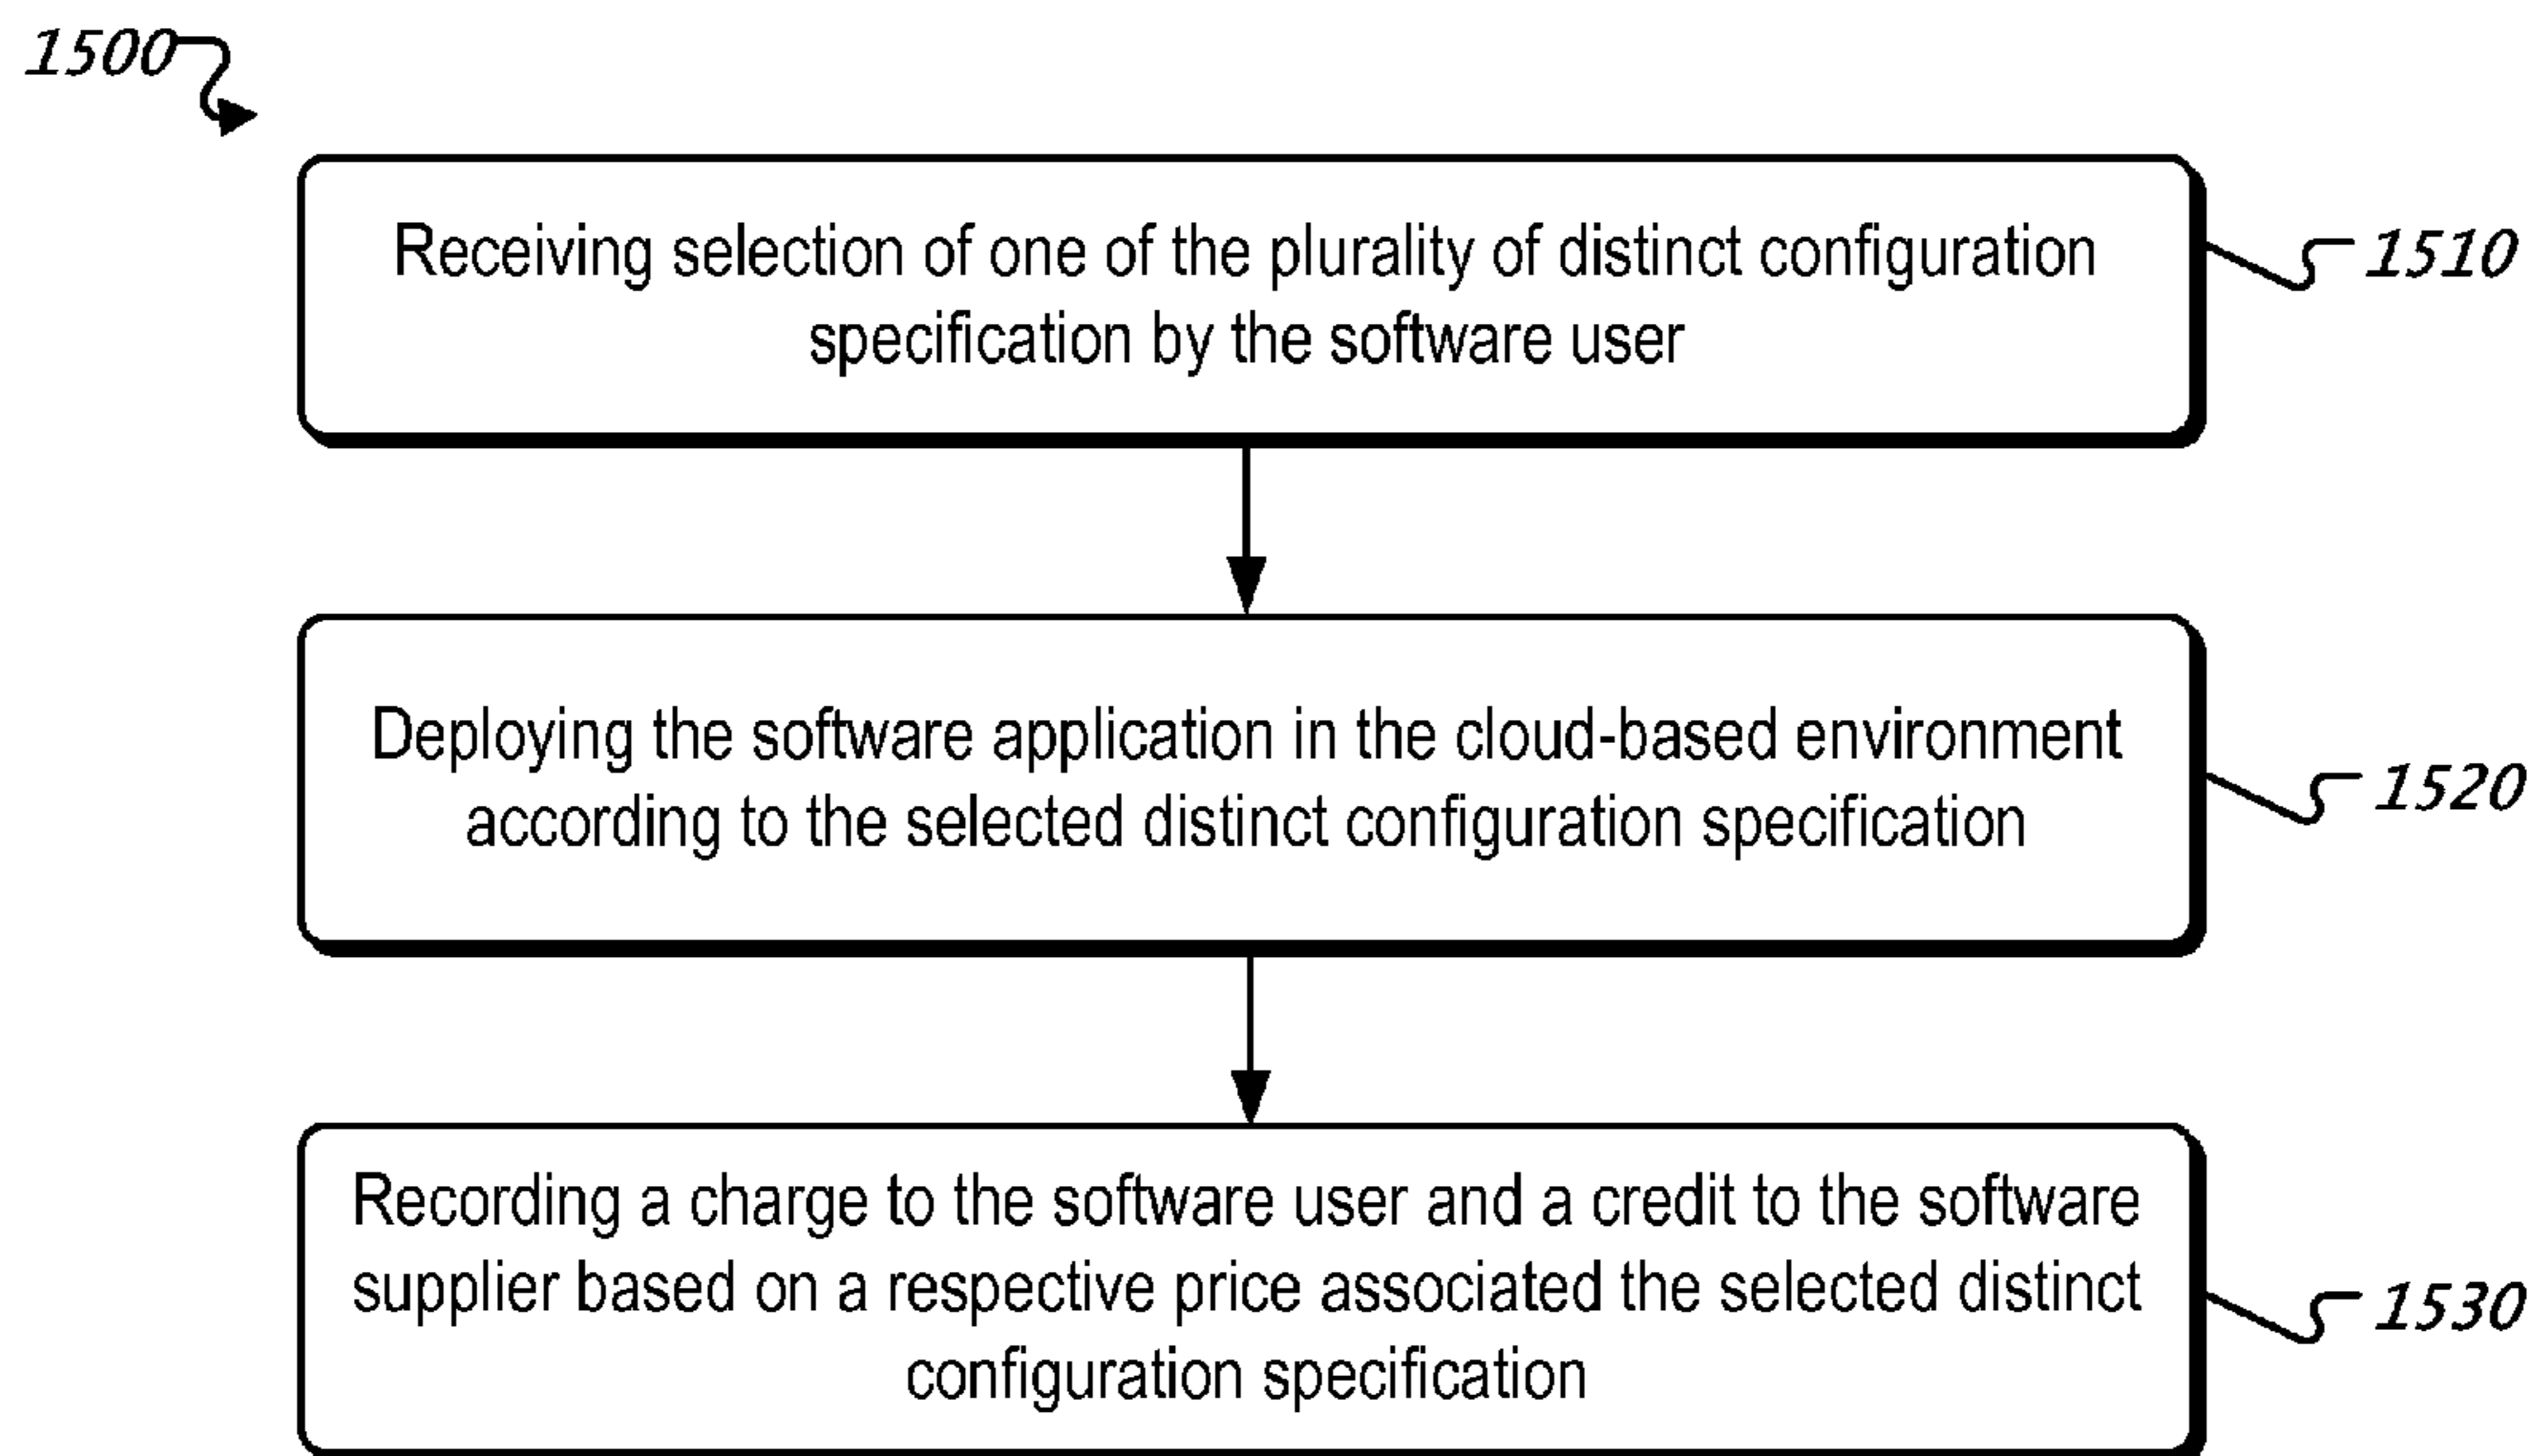 1500
Receiving selection of one of the plurality of distinct configuration
specification by the software user
1510
Deploying the software application in the cloud-based environment
according to the selected distinct configuration specification
1520
Recording a charge to the software user and a credit to the software
supplier based on a respective price associated the selected distinct
configuration specification
1530